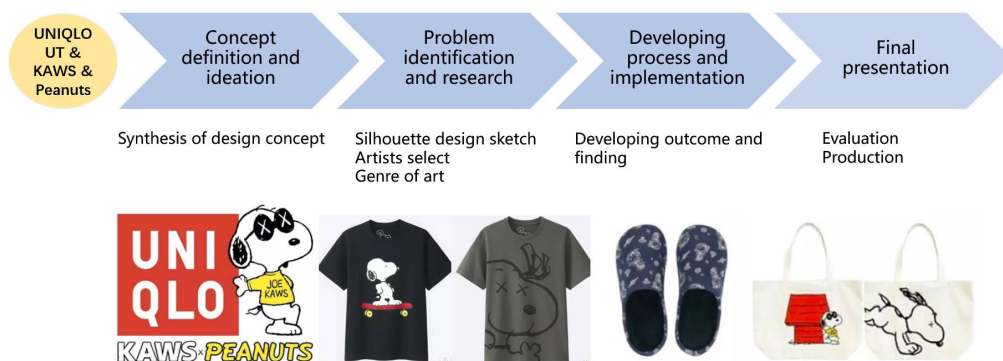 UNIQLO
UT &
KAWS &
Peanuts
Concept
definition and
ideation
Problem
identification
and research
Developing
process and
implementation
Final
presentation
Synthesis of design concept
Silhouette design sketch
Artists select
Genre of art
Developing outcome and
finding
Evaluation
Production
UNI
QLO
JOE
KAWS
KAWS×PEANUTS